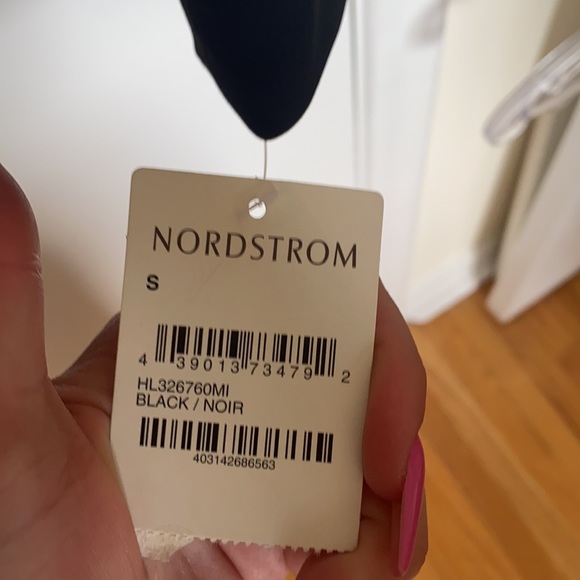 NORDSTROM
S
4 39013 73479 2
HL326760MI
BLACK / NOIR
403142686563